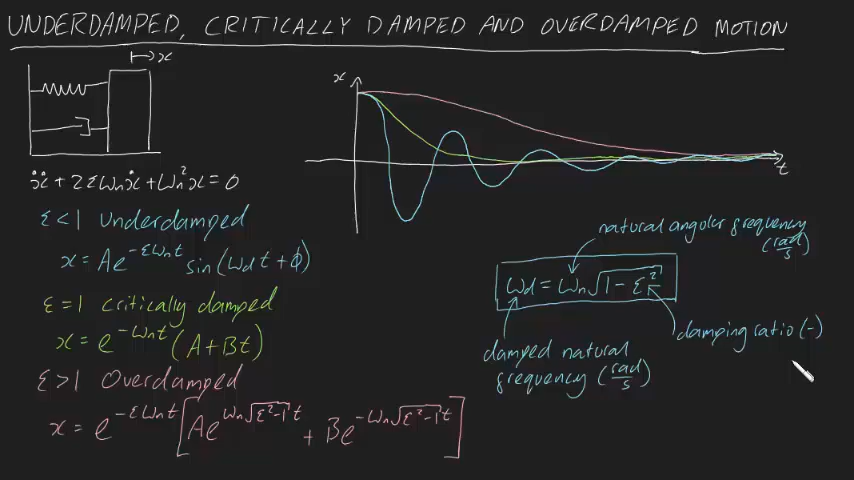 UNDERDAMPED, CRITICALLY DAMPED AND OVERDAMPED MOTION
x
x
t
ẍ + 2εωnẋ + ωn²x = 0
ε < 1 underdamped
x = Ae^(-εωnt) sin(ωdt + φ)
ε = 1 critically damped
x = e^(-ωnt) (A + Bt)
ε > 1 Overdamped
x = e^(-εωnt) [Ae^(ωn√(ε²-1)t) + Be^(-ωn√(ε²-1)t)]
natural angular frequency
(rad/s)
ωd = ωn√(1 - ε²)
damping ratio (-)
damped natural
frequency (rad/s)